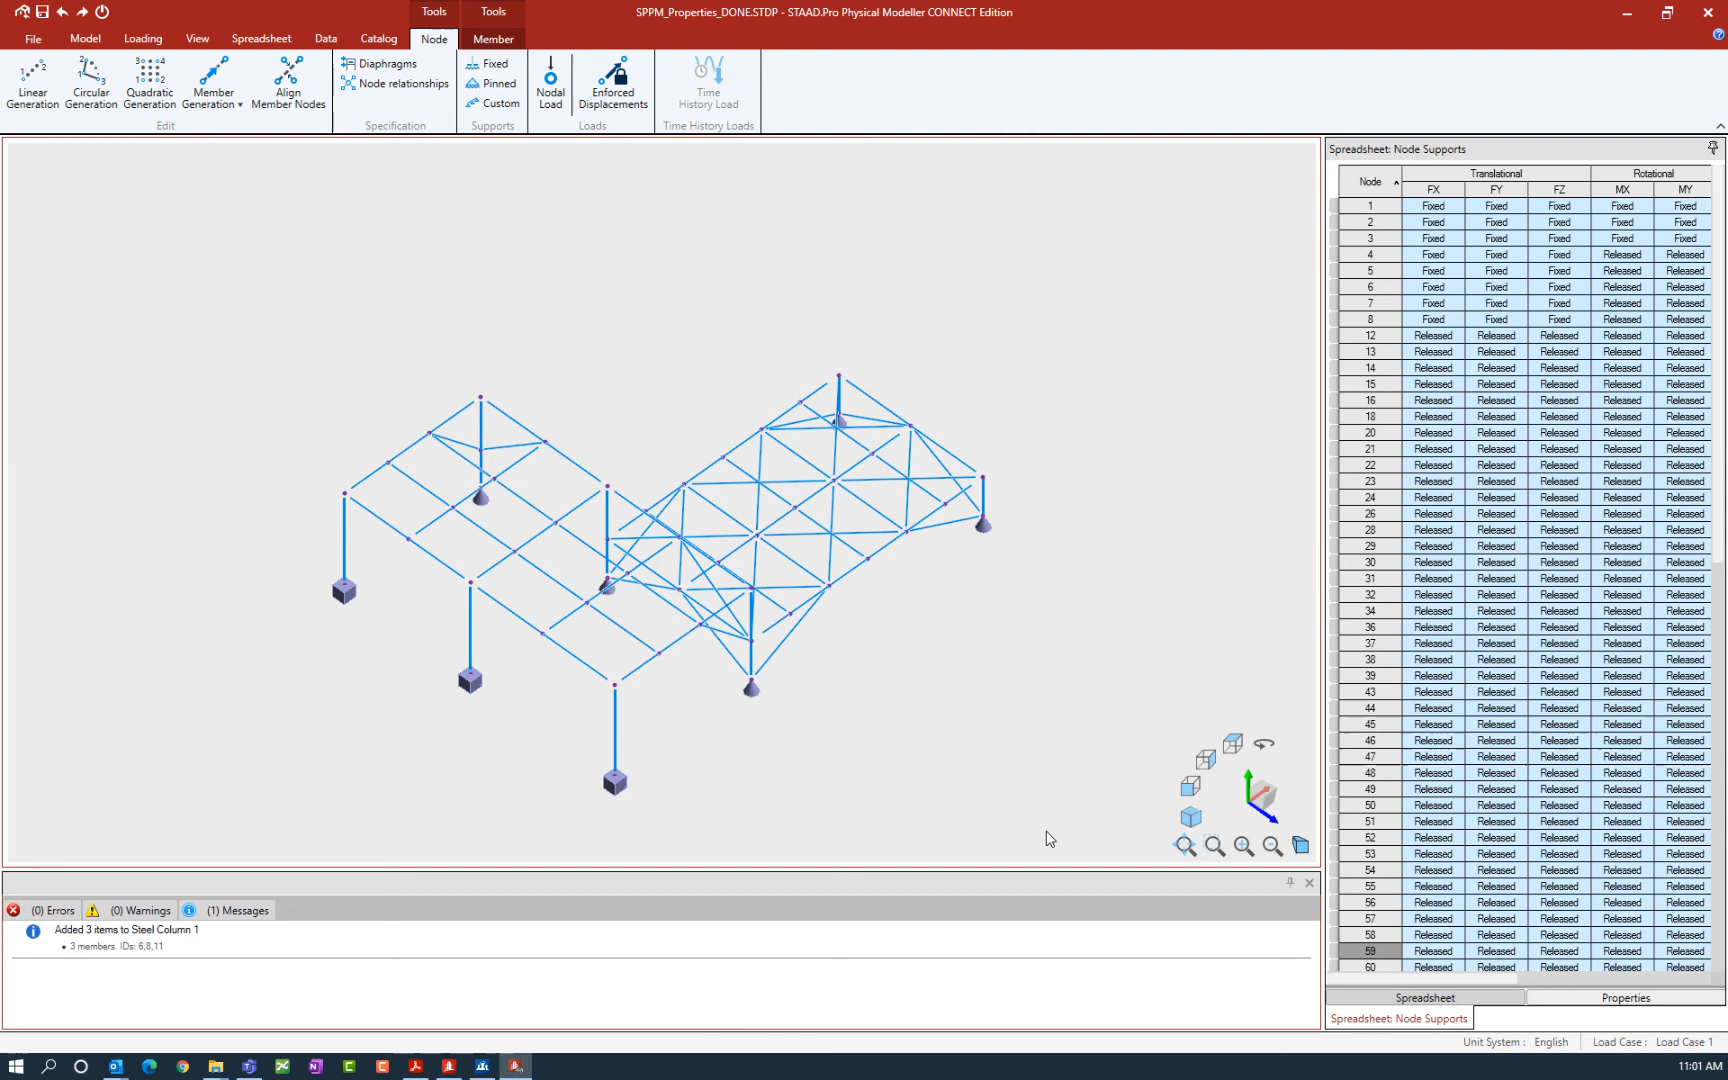 Tools
Tools
SPPM_Properties_DONE.STDP - STAAD.Pro Physical Modeller CONNECT Edition
File
Model
Loading
View
Spreadsheet
Data
Catalog
Node
Member
Linear
Generation
Circular
Generation
Quadratic
Generation
Member
Generation
Align
Member Nodes
Edit
Diaphragms
Node relationships
Specification
Fixed
Pinned
Custom
Supports
Nodal
Load
Enforced
Displacements
Loads
Time
History Load
Time History Loads
Spreadsheet: Node Supports
Node Translational Rotational
FX FY FZ MX MY
1 Fixed Fixed Fixed Fixed Fixed
2 Fixed Fixed Fixed Fixed Fixed
3 Fixed Fixed Fixed Fixed Fixed
4 Fixed Fixed Fixed Released Released
5 Fixed Fixed Fixed Released Released
6 Fixed Fixed Fixed Released Released
7 Fixed Fixed Fixed Released Released
8 Fixed Fixed Fixed Released Released
12 Released Released Released Released Released
13 Released Released Released Released Released
14 Released Released Released Released Released
15 Released Released Released Released Released
16 Released Released Released Released Released
18 Released Released Released Released Released
20 Released Released Released Released Released
21 Released Released Released Released Released
22 Released Released Released Released Released
23 Released Released Released Released Released
24 Released Released Released Released Released
26 Released Released Released Released Released
28 Released Released Released Released Released
29 Released Released Released Released Released
30 Released Released Released Released Released
31 Released Released Released Released Released
32 Released Released Released Released Released
34 Released Released Released Released Released
36 Released Released Released Released Released
37 Released Released Released Released Released
38 Released Released Released Released Released
39 Released Released Released Released Released
43 Released Released Released Released Released
44 Released Released Released Released Released
45 Released Released Released Released Released
46 Released Released Released Released Released
47 Released Released Released Released Released
48 Released Released Released Released Released
49 Released Released Released Released Released
50 Released Released Released Released Released
51 Released Released Released Released Released
52 Released Released Released Released Released
53 Released Released Released Released Released
54 Released Released Released Released Released
55 Released Released Released Released Released
56 Released Released Released Released Released
57 Released Released Released Released Released
58 Released Released Released Released Released
59 Released Released Released Released Released
60 Released Released Released Released Released
Spreadsheet
Properties
Spreadsheet: Node Supports
(0) Errors
(0) Warnings
(1) Messages
Added 3 items to Steel Column 1
• 3 members. IDs: 6,8,11
Unit System : English
Load Case : Load Case 1
11:01 AM